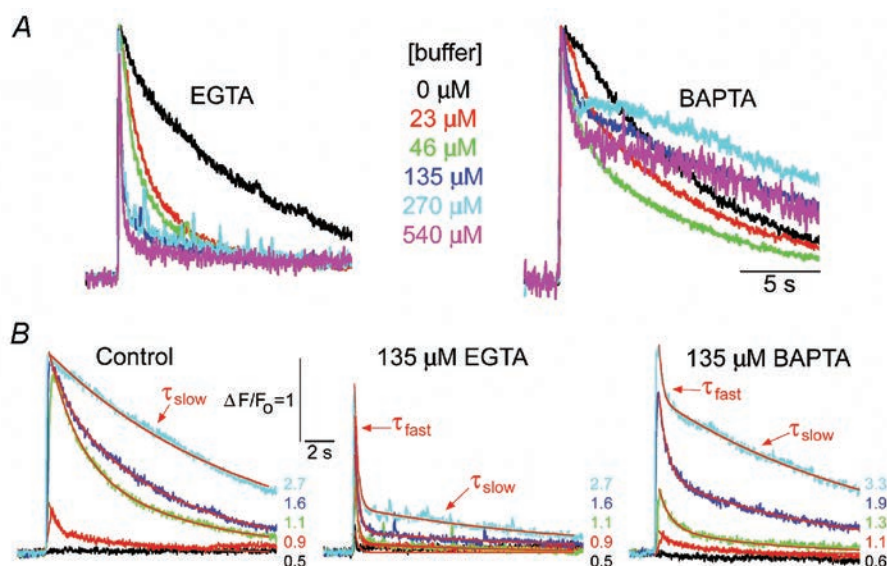 A
EGTA
[buffer]
0 µM
23 µM
46 µM
135 µM
270 µM
540 µM
BAPTA
5 s
B
Control
τslow
2.7
1.6
1.1
0.9
0.5
ΔF/Fo=1
2 s
135 µM EGTA
τfast
τslow
2.7
1.6
1.1
0.9
0.5
135 µM BAPTA
τfast
τslow
3.3
1.9
1.3
1.1
0.6